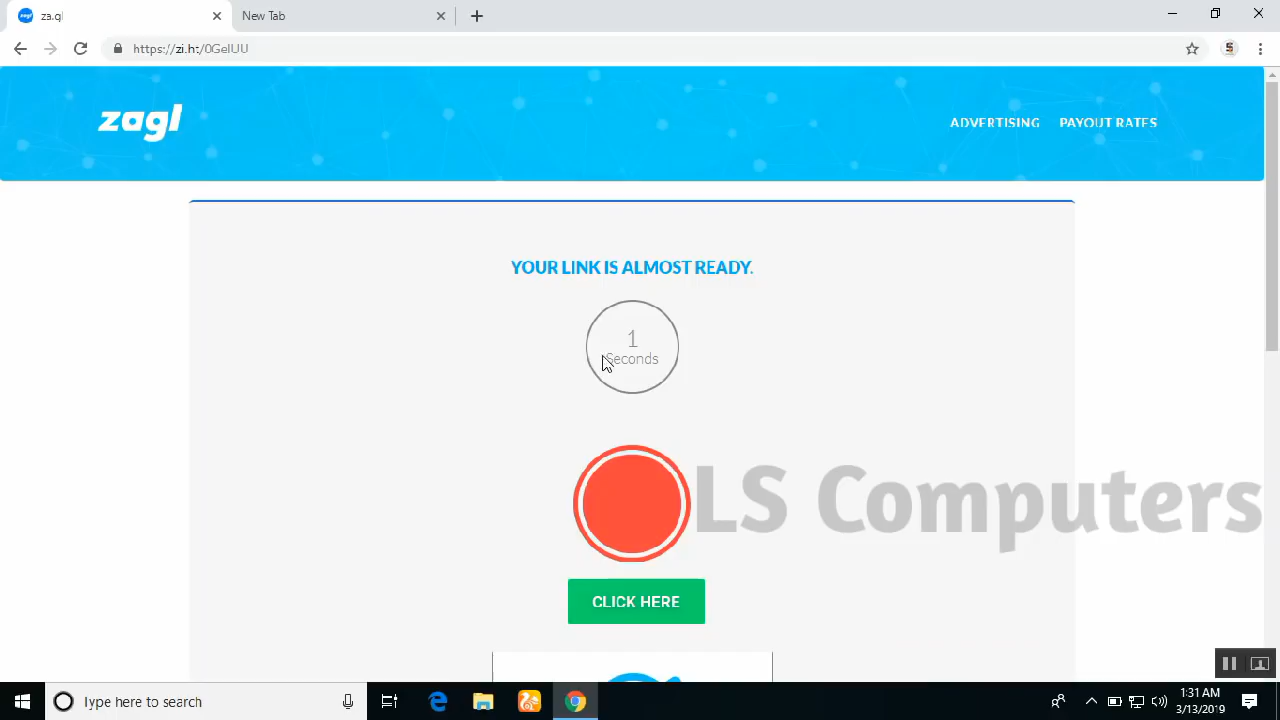 za.gl
New Tab
https://zi.ht/0GelUU
zagl
ADVERTISING
PAYOUT RATES
YOUR LINK IS ALMOST READY.
1
Seconds
LS Computers
CLICK HERE
Type here to search
1:31 AM
3/13/2019